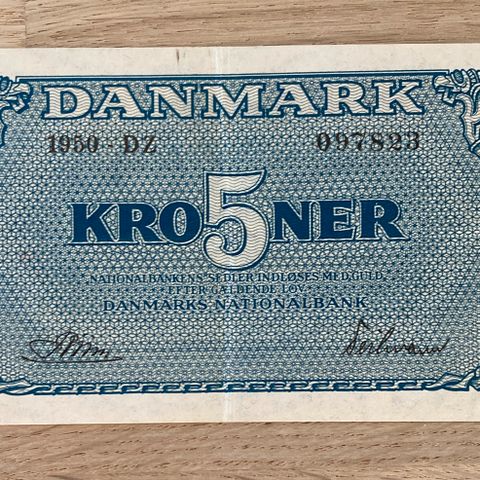 DANMARK
1950 - DZ 097823
KRO5NER
NATIONALBANKENS SEDLER INDLØSES MED GULD
EFTER GÆLDENDE LOV
DANMARKS NATIONALBANK